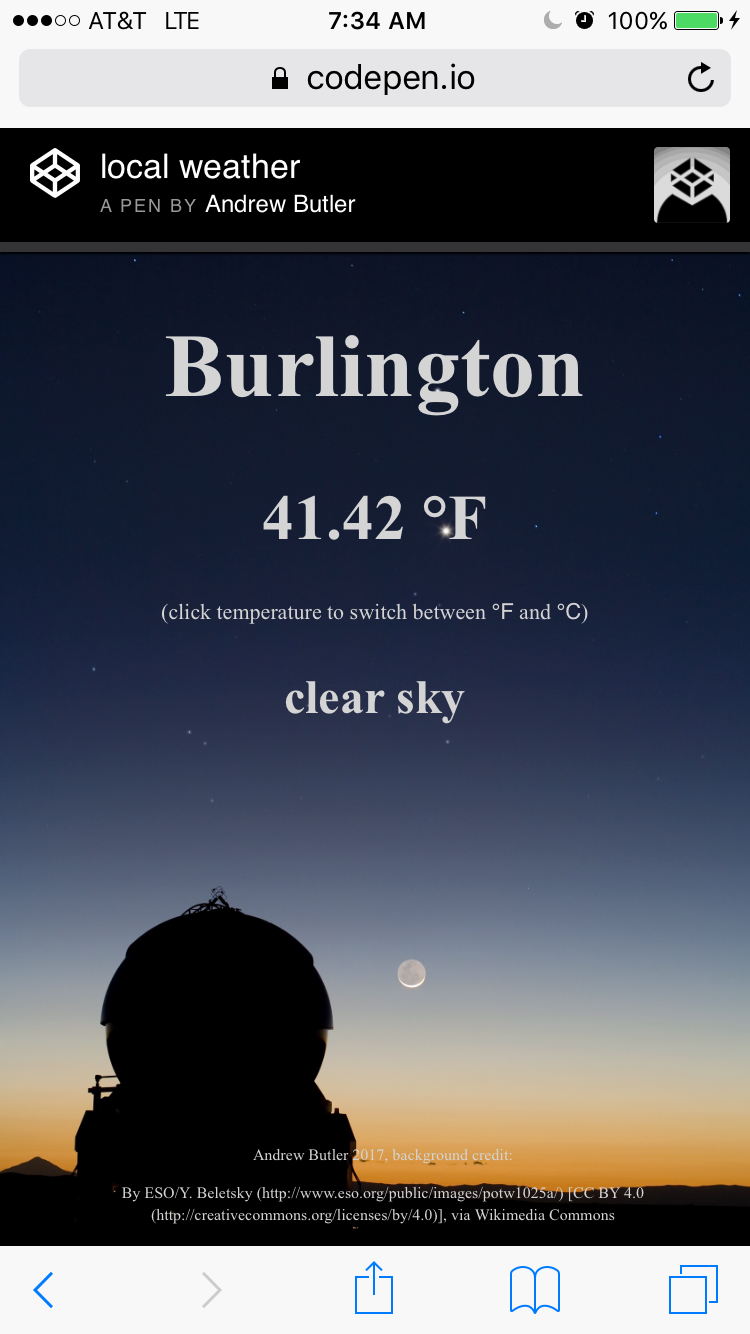 AT&T LTE 7:34 AM 100%
codepen.io
local weather
A PEN BY Andrew Butler
Burlington
41.42 °F
(click temperature to switch between °F and °C)
clear sky
Andrew Butler 2017, background credit:
By ESO/Y. Beletsky (http://www.eso.org/public/images/potw1025a/) [CC BY 4.0
(http://creativecommons.org/licenses/by/4.0)], via Wikimedia Commons